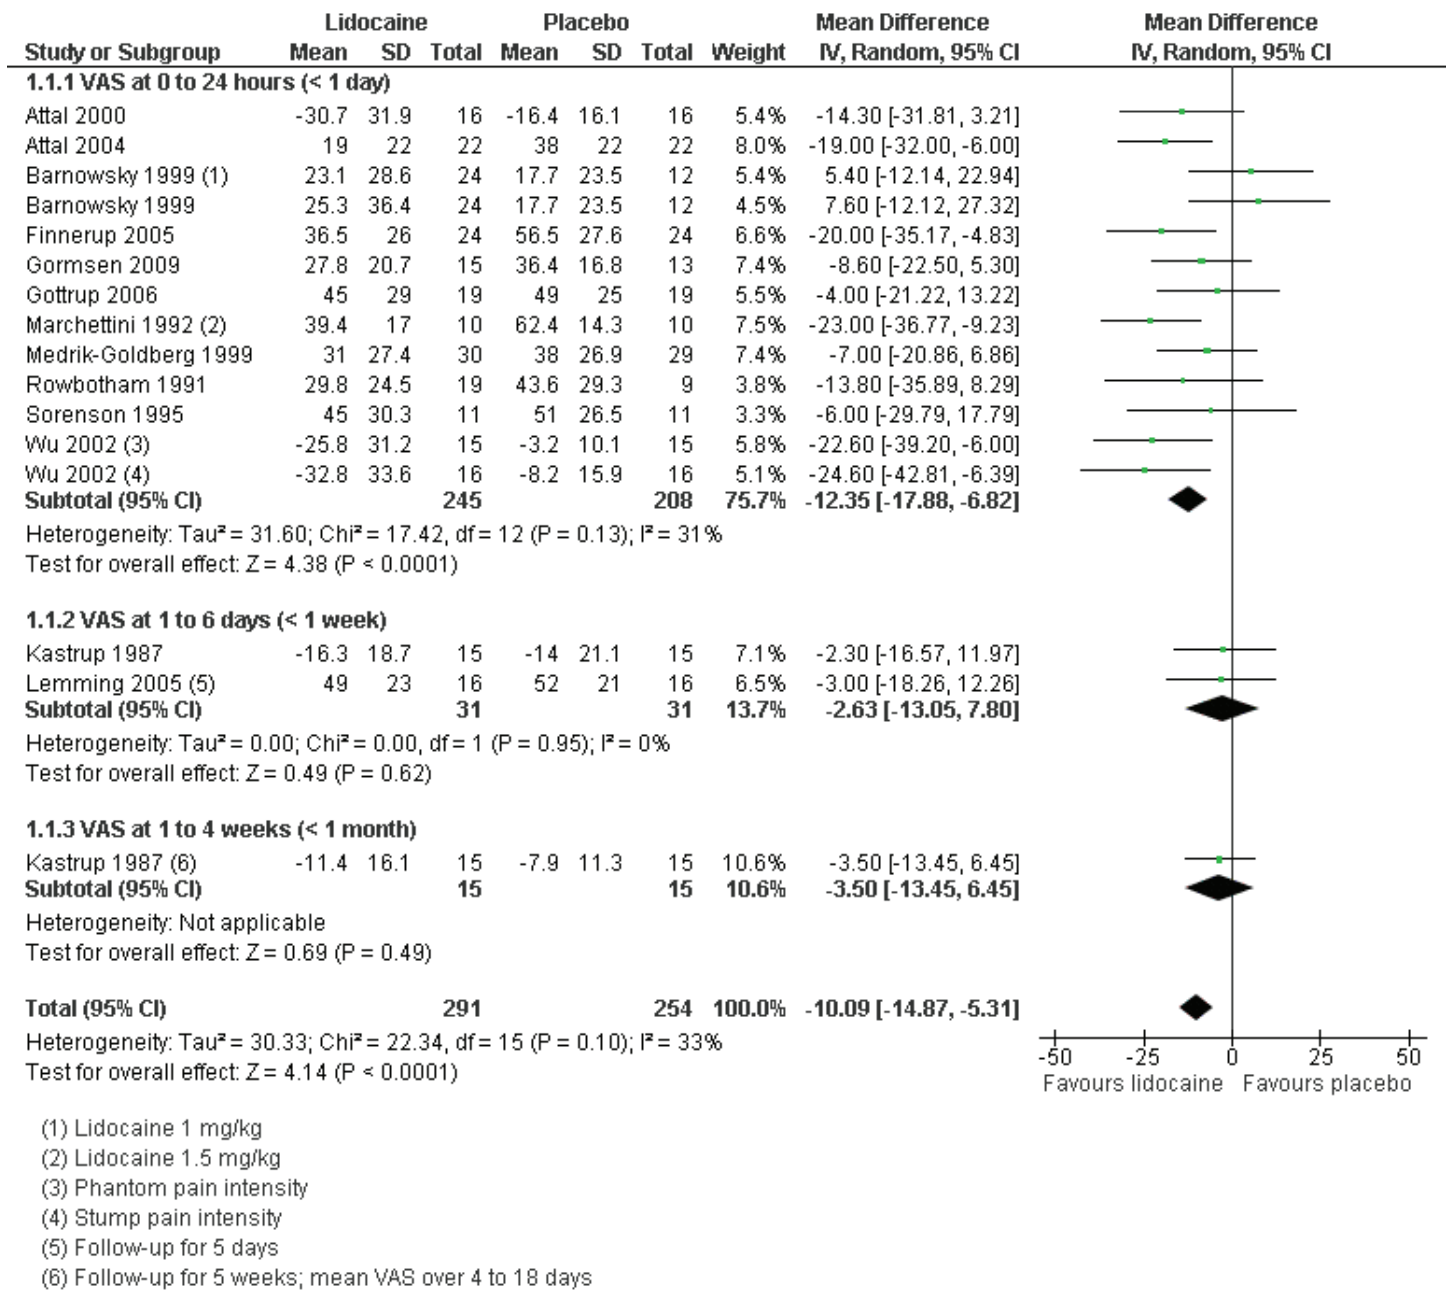 Lidocaine Placebo Mean Difference Mean Difference
Study or Subgroup Mean SD Total Mean SD Total Weight IV, Random, 95% CI IV, Random, 95% CI
1.1.1 VAS at 0 to 24 hours (< 1 day)
Attal 2000 -30.7 31.9 16 -16.4 16.1 16 5.4% -14.30 [-31.81, 3.21]
Attal 2004 19 22 22 38 22 22 8.0% -19.00 [-32.00, -6.00]
Barnowsky 1999 (1) 23.1 28.6 24 17.7 23.5 12 5.4% 5.40 [-12.14, 22.94]
Barnowsky 1999 25.3 36.4 24 17.7 23.5 12 4.5% 7.60 [-12.12, 27.32]
Finnerup 2005 36.5 26 24 56.5 27.6 24 6.6% -20.00 [-35.17, -4.83]
Gormsen 2009 27.8 20.7 15 36.4 16.8 13 7.4% -8.60 [-22.50, 5.30]
Gottrup 2006 45 29 19 49 25 19 5.5% -4.00 [-21.22, 13.22]
Marchettini 1992 (2) 39.4 17 10 62.4 14.3 10 7.5% -23.00 [-36.77, -9.23]
Medrik-Goldberg 1999 31 27.4 30 38 26.9 29 7.4% -7.00 [-20.86, 6.86]
Rowbotham 1991 29.8 24.5 19 43.6 29.3 9 3.8% -13.80 [-35.89, 8.29]
Sorenson 1995 45 30.3 11 51 26.5 11 3.3% -6.00 [-29.79, 17.79]
Wu 2002 (3) -25.8 31.2 15 -3.2 10.1 15 5.8% -22.60 [-39.20, -6.00]
Wu 2002 (4) -32.8 33.6 16 -8.2 15.9 16 5.1% -24.60 [-42.81, -6.39]
Subtotal (95% CI) 245 208 75.7% -12.35 [-17.88, -6.82]
Heterogeneity: Tau² = 31.60; Chi² = 17.42, df = 12 (P = 0.13); I² = 31%
Test for overall effect: Z = 4.38 (P < 0.0001)
1.1.2 VAS at 1 to 6 days (< 1 week)
Kastrup 1987 -16.3 18.7 15 -14 21.1 15 7.1% -2.30 [-16.57, 11.97]
Lemming 2005 (5) 49 23 16 52 21 16 6.5% -3.00 [-18.26, 12.26]
Subtotal (95% CI) 31 31 13.7% -2.63 [-13.05, 7.80]
Heterogeneity: Tau² = 0.00; Chi² = 0.00, df = 1 (P = 0.95); I² = 0%
Test for overall effect: Z = 0.49 (P = 0.62)
1.1.3 VAS at 1 to 4 weeks (< 1 month)
Kastrup 1987 (6) -11.4 16.1 15 -7.9 11.3 15 10.6% -3.50 [-13.45, 6.45]
Subtotal (95% CI) 15 15 10.6% -3.50 [-13.45, 6.45]
Heterogeneity: Not applicable
Test for overall effect: Z = 0.69 (P = 0.49)
Total (95% CI) 291 254 100.0% -10.09 [-14.87, -5.31]
Heterogeneity: Tau² = 30.33; Chi² = 22.34, df = 15 (P = 0.10); I² = 33%
Test for overall effect: Z = 4.14 (P < 0.0001)
-50 -25 0 25 50
Favours lidocaine Favours placebo
(1) Lidocaine 1 mg/kg
(2) Lidocaine 1.5 mg/kg
(3) Phantom pain intensity
(4) Stump pain intensity
(5) Follow-up for 5 days
(6) Follow-up for 5 weeks; mean VAS over 4 to 18 days